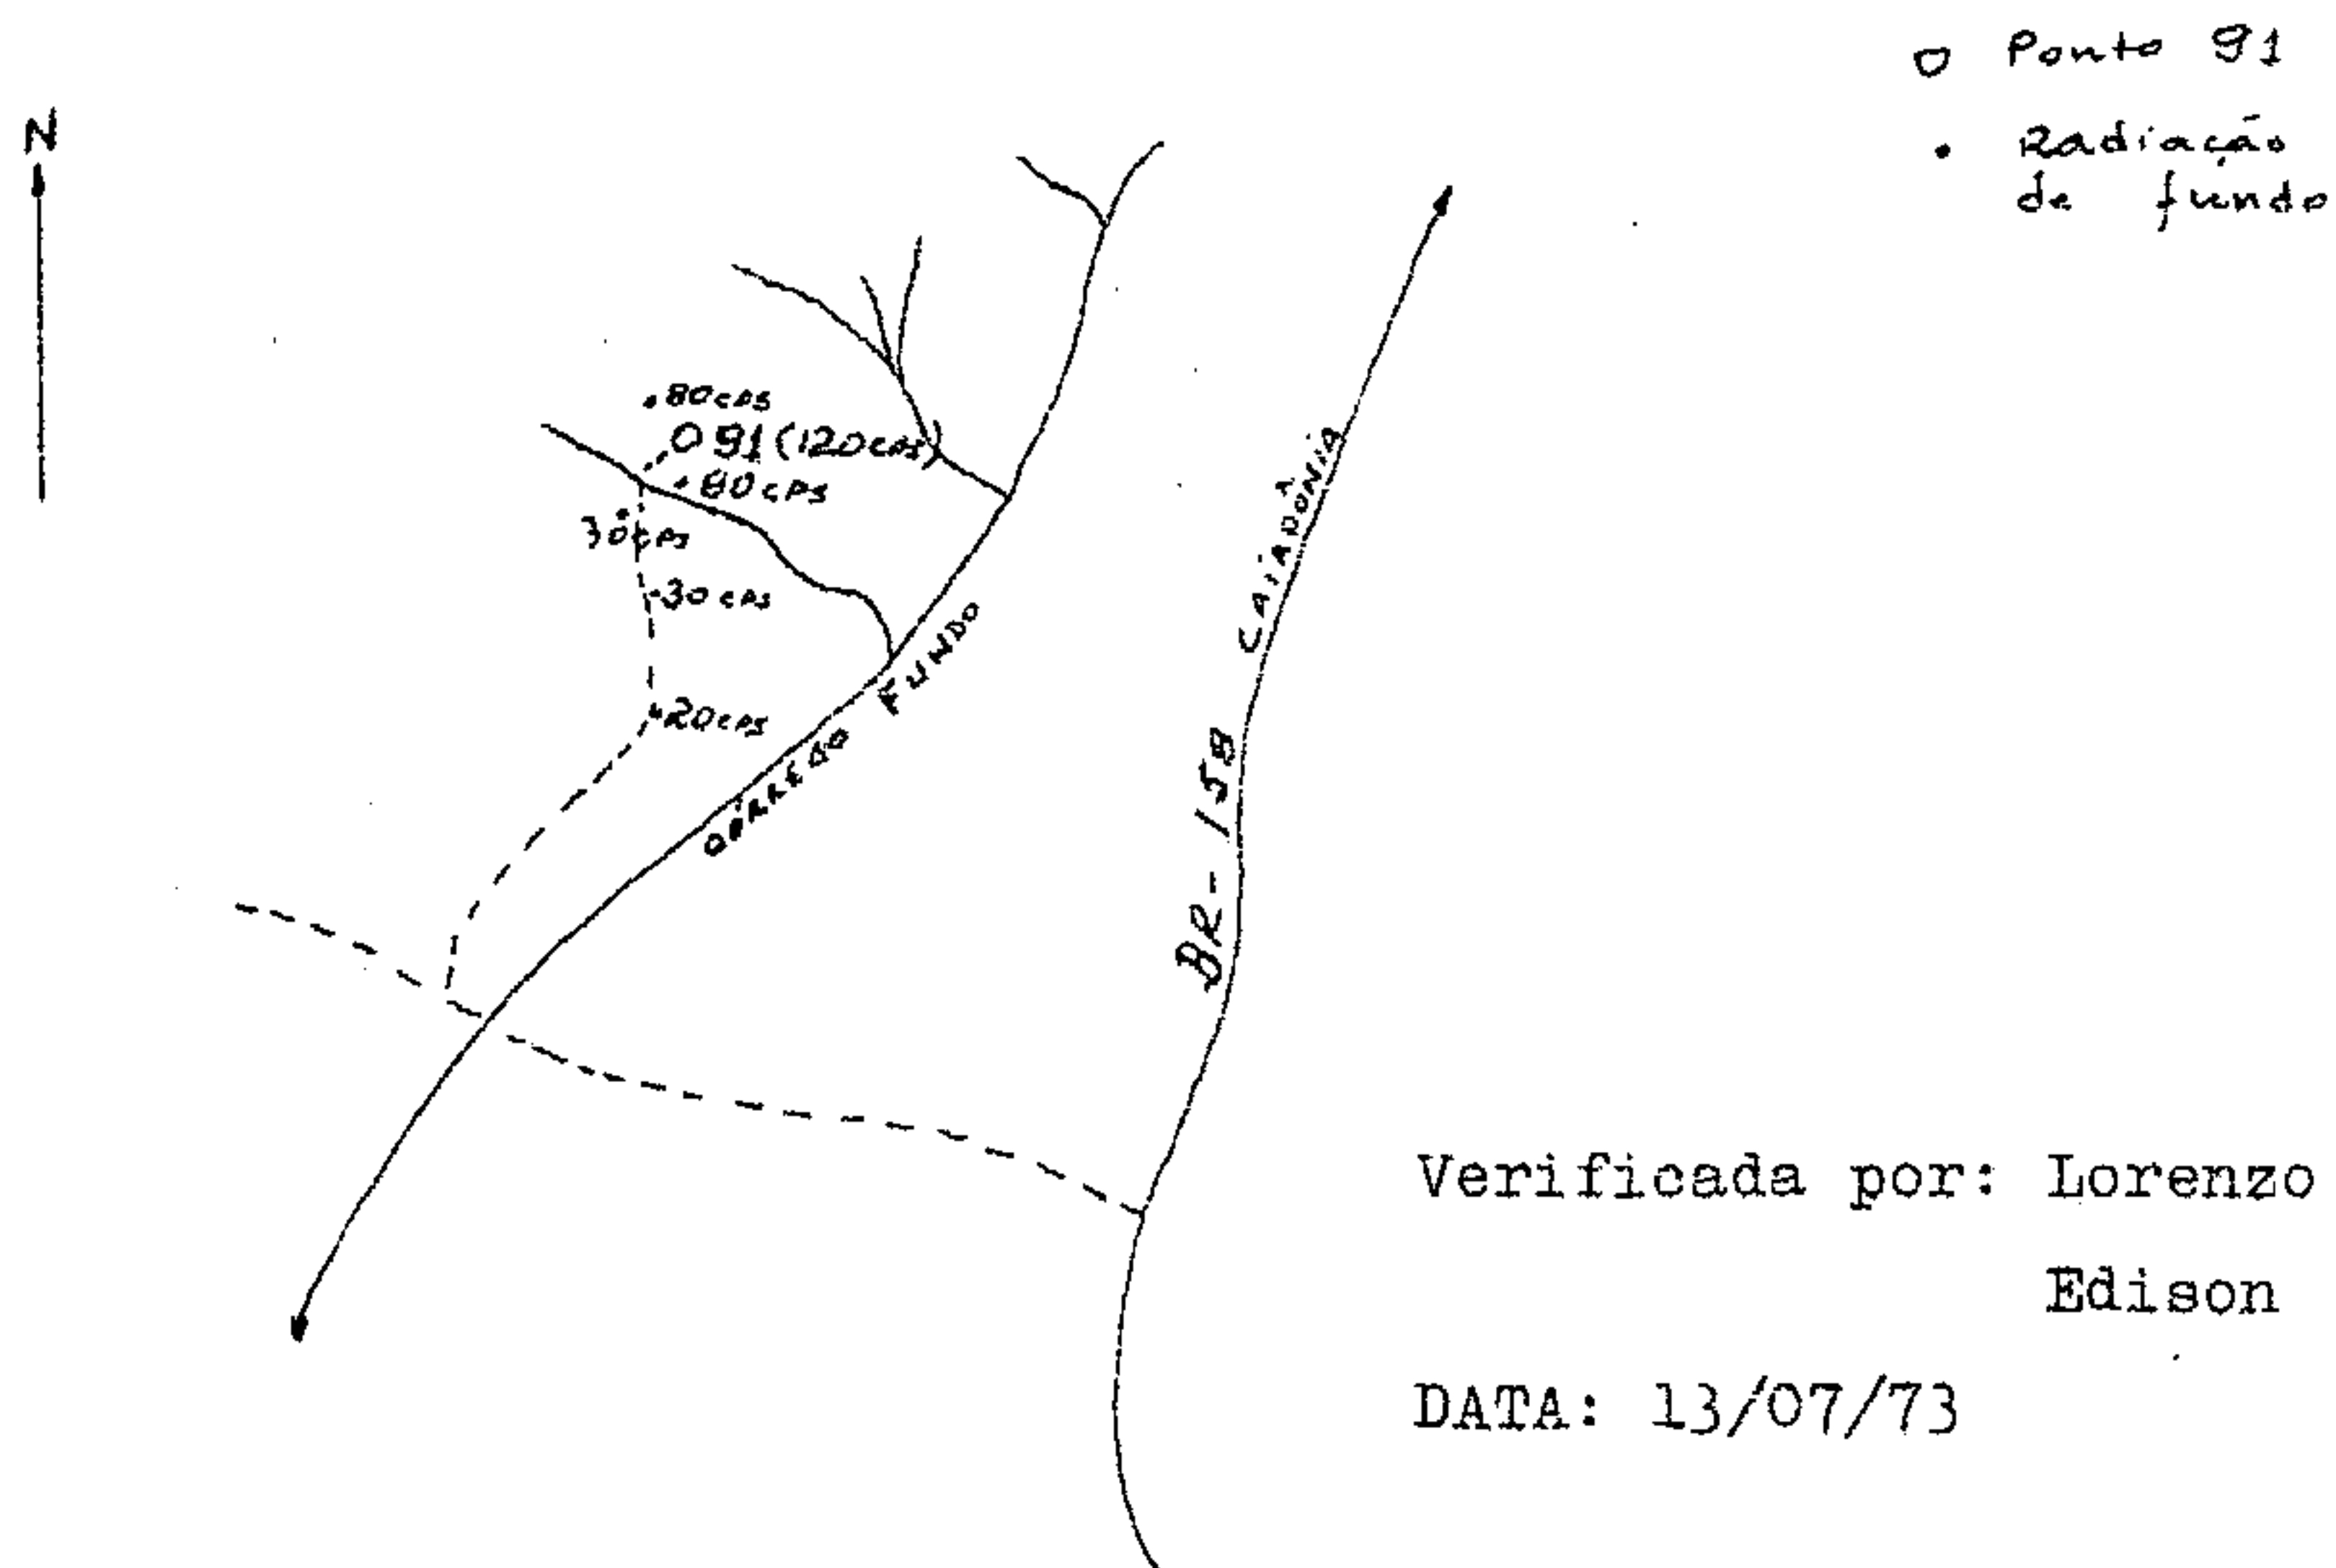 O Ponto 91
• Radiação
de fundo
N
.80cps
O 91 (120cps)
.80cps
30cps
.30cps
.20cps
CORREGO FUNDO
BR-158
CAIAPÔNIA
Verificada por: Lorenzo
Edison
DATA: 13/07/73